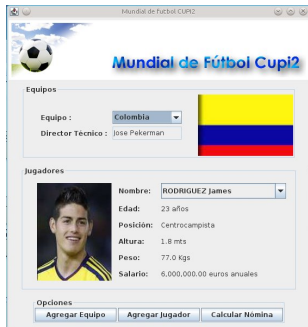 Mundial de Futbol CUPI2
Mundial de Fútbol Cupi2
Equipos
Equipo : Colombia
Director Técnico : Jose Pekerman
Jugadores
Nombre: RODRIGUEZ James
Edad: 23 años
Posición: Centrocampista
Altura: 1.8 mts
Peso: 77.0 Kgs
Salario: 6,000,000.00 euros anuales
Opciones
Agregar Equipo Agregar Jugador Calcular Nómina